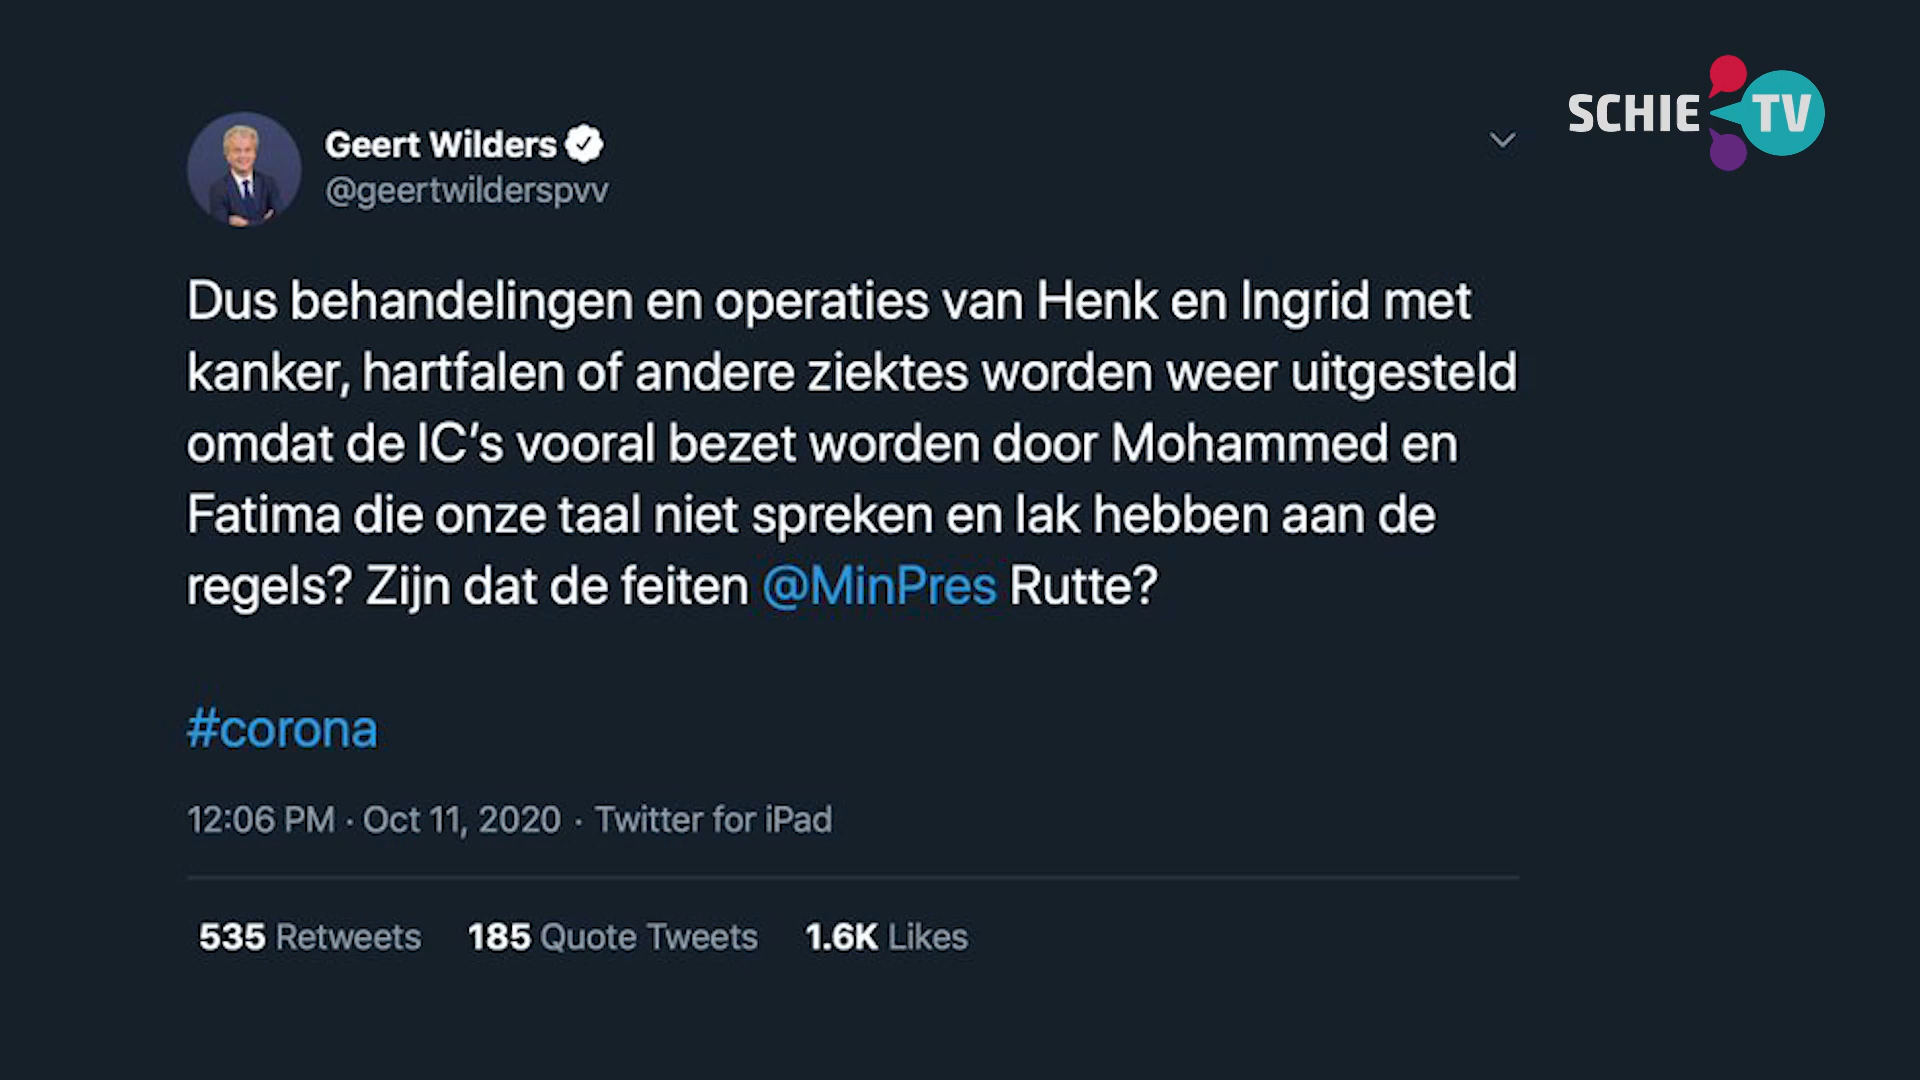 SCHIE TV
Geert Wilders
@geertwilderspvv
Dus behandelingen en operaties van Henk en Ingrid met
kanker, hartfalen of andere ziektes worden weer uitgesteld
omdat de IC’s vooral bezet worden door Mohammed en
Fatima die onze taal niet spreken en lak hebben aan de
regels? Zijn dat de feiten @MinPres Rutte?
#corona
12:06 PM · Oct 11, 2020 · Twitter for iPad
535 Retweets 185 Quote Tweets 1.6K Likes